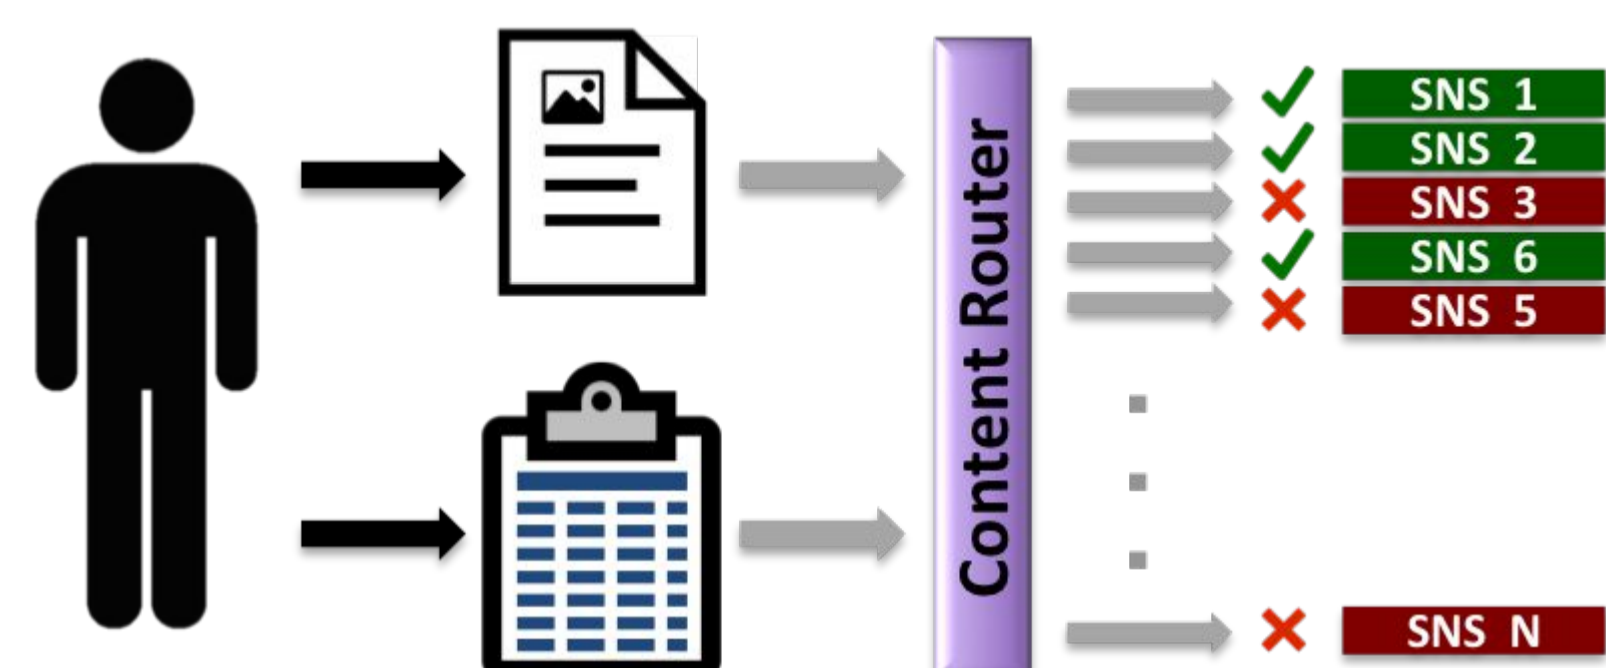 Content Router
SNS 1
SNS 2
SNS 3
SNS 6
SNS 5
SNS N